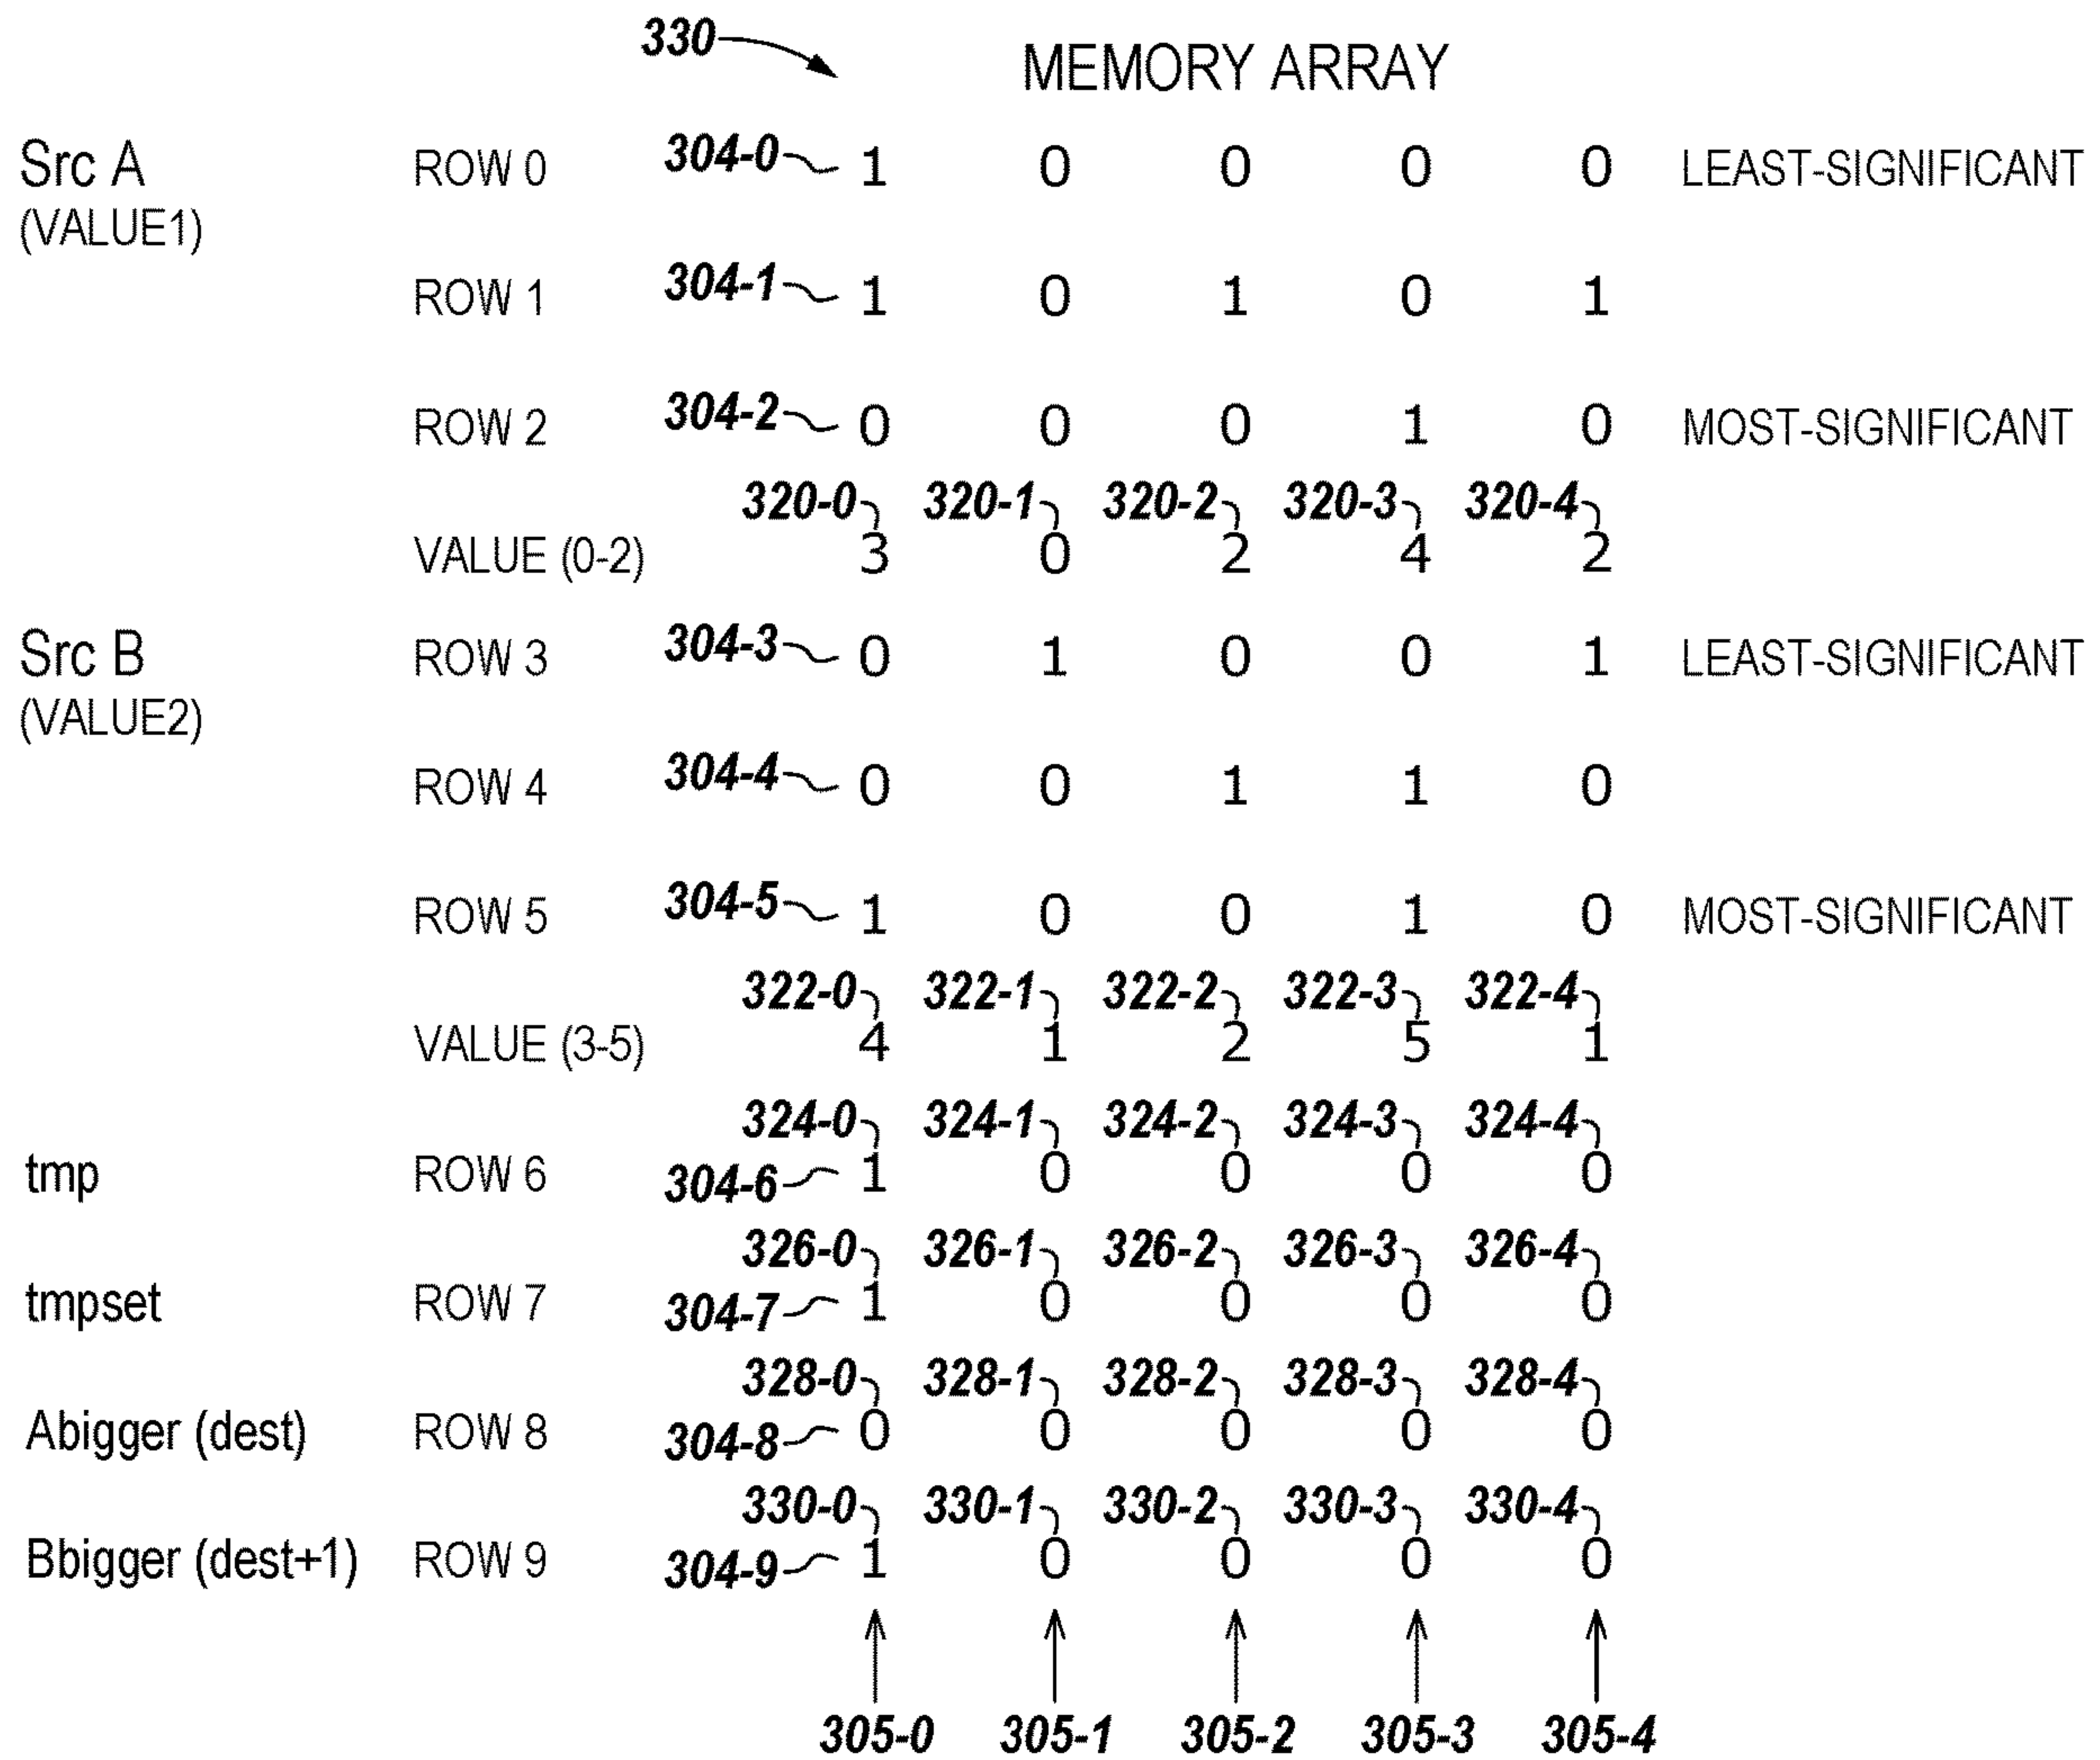 330 MEMORY ARRAY
Src A ROW 0 304-0 1 0 0 0 0 LEAST-SIGNIFICANT
(VALUE1)
ROW 1 304-1 1 0 1 0 1
ROW 2 304-2 0 0 0 1 0 MOST-SIGNIFICANT
320-0 320-1 320-2 320-3 320-4
VALUE (0-2) 3 0 2 4 2
Src B ROW 3 304-3 0 1 0 0 1 LEAST-SIGNIFICANT
(VALUE2)
ROW 4 304-4 0 0 1 1 0
ROW 5 304-5 1 0 0 1 0 MOST-SIGNIFICANT
322-0 322-1 322-2 322-3 322-4
VALUE (3-5) 4 1 2 5 1
324-0 324-1 324-2 324-3 324-4
tmp ROW 6 304-6 1 0 0 0 0
326-0 326-1 326-2 326-3 326-4
tmpset ROW 7 304-7 1 0 0 0 0
328-0 328-1 328-2 328-3 328-4
Abigger (dest) ROW 8 304-8 0 0 0 0 0
330-0 330-1 330-2 330-3 330-4
Bbigger (dest+1) ROW 9 304-9 1 0 0 0 0
305-0 305-1 305-2 305-3 305-4